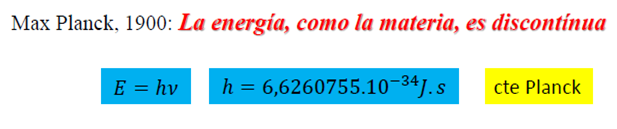 Max Planck, 1900: La energía, como la materia, es discontínua
E = hν h = 6,6260755.10⁻³⁴J.s cte Planck